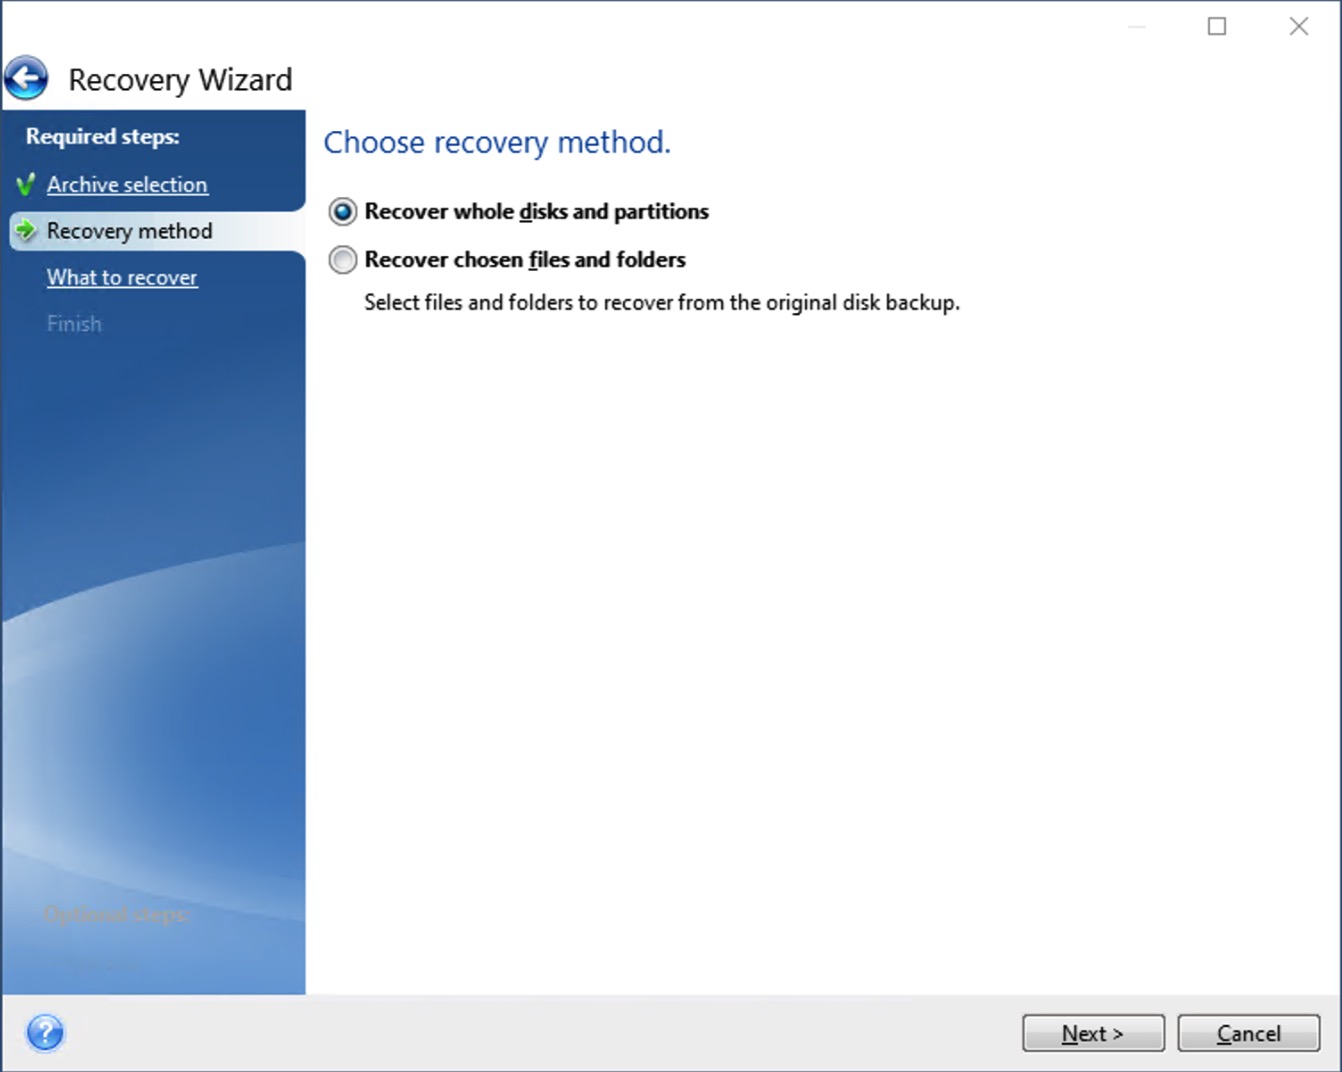 Recovery Wizard
Required steps:
Archive selection
Recovery method
What to recover
Finish
Choose recovery method.
Recover whole disks and partitions
Recover chosen files and folders
Select files and folders to recover from the original disk backup.
Optional steps:
?
Next >
Cancel